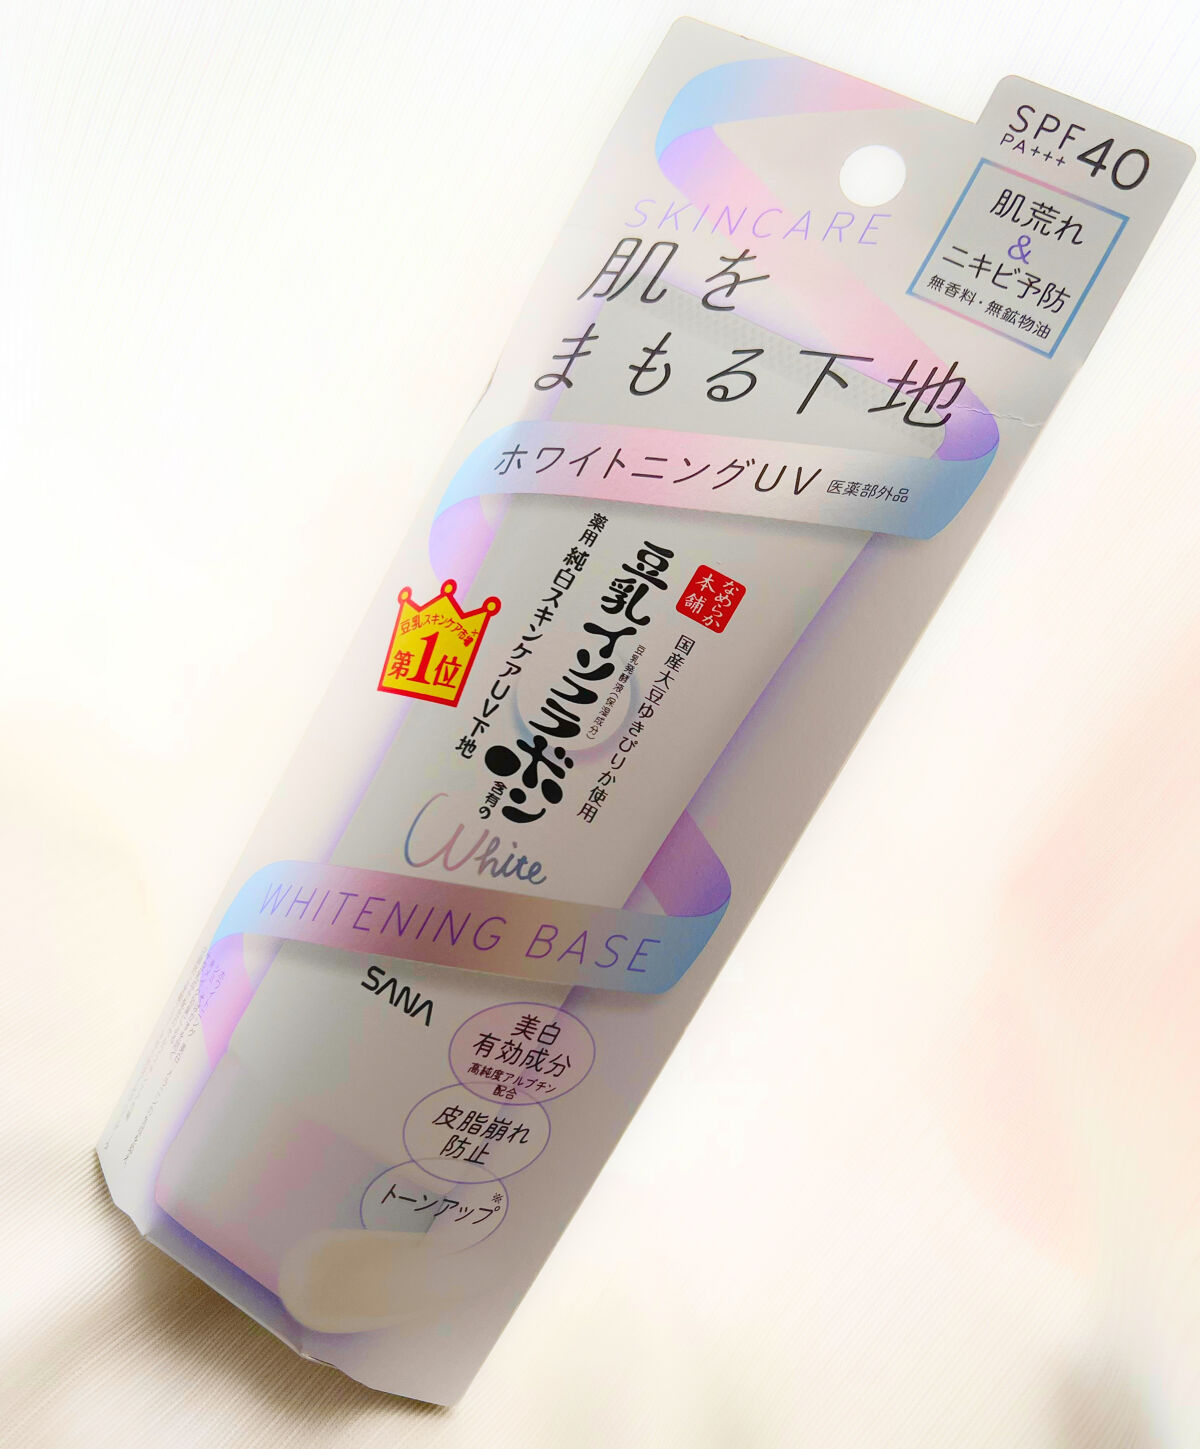 SPF40
PA+++
肌荒れ
&
ニキビ予防
無香料・無鉱物油
SKINCARE
肌を
まもる下地
ホワイトニングUV 医薬部外品
なめらか
本舗
国産大豆ゆきぴりか使用
豆乳発酵液(保湿成分)
豆乳イソフラボン含有の
薬用 純白スキンケアUV下地
豆乳スキンケア市場※
第1位
White
WHITENING BASE
SANA
美白
有効成分
高純度アルブチン
配合
皮脂崩れ
防止
トーンアップ※